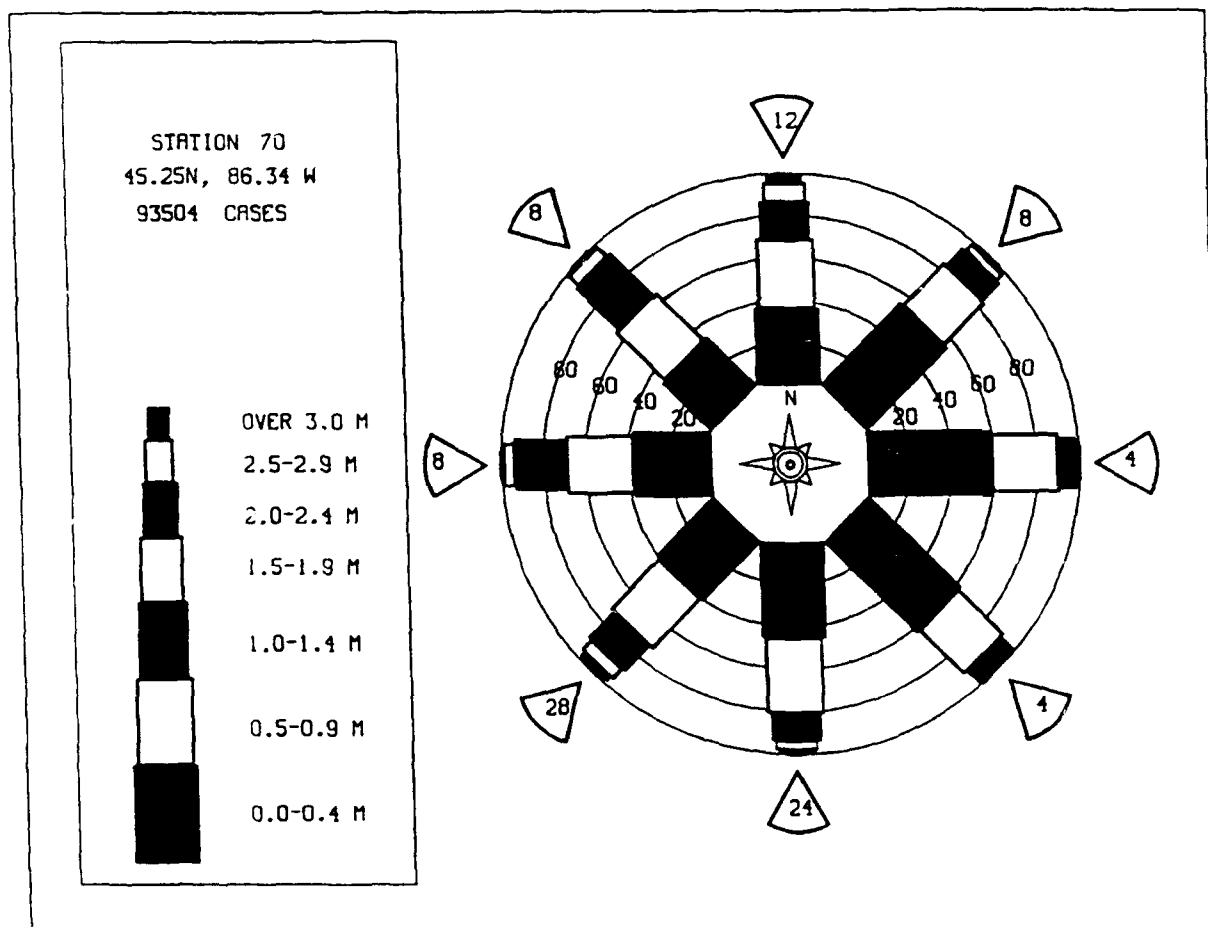 STATION 70
45.25N, 86.34 W
93504 CASES
OVER 3.0 M
2.5-2.9 M
2.0-2.4 M
1.5-1.9 M
1.0-1.4 M
0.5-0.9 M
0.0-0.4 M
12
8
8
80
60
40
20
N
20
40
60
80
8
4
28
4
24